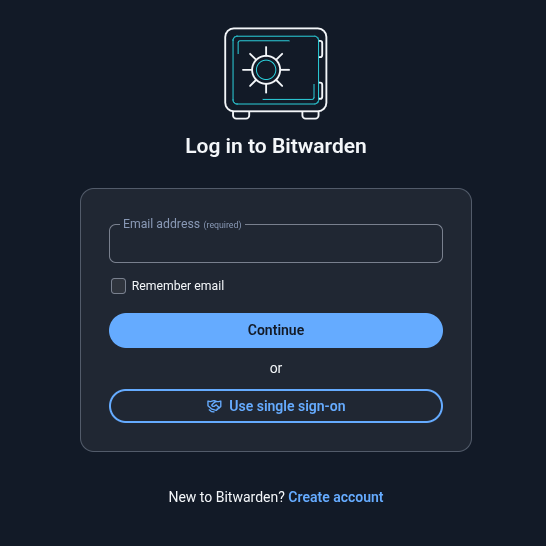 Log in to Bitwarden
Email address (required)
Remember email
Continue
or
Use single sign-on
New to Bitwarden? Create account